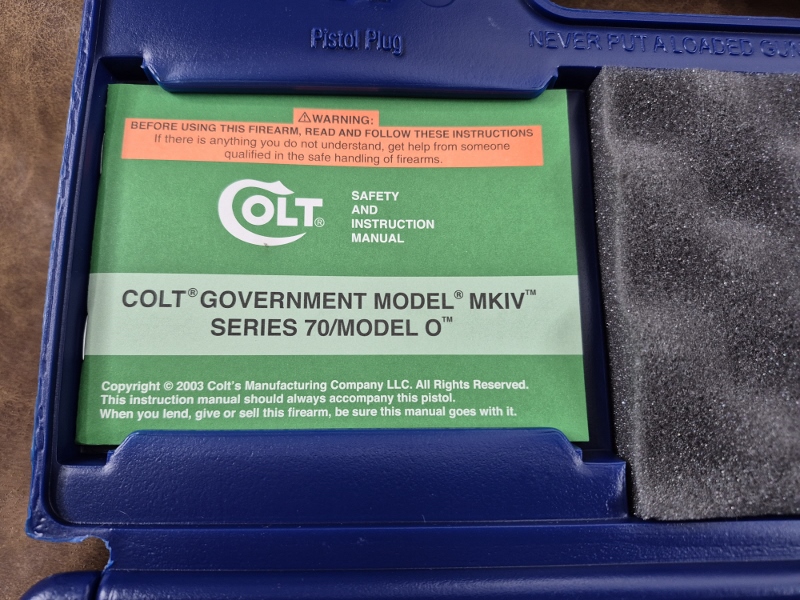 Pistol Plug
NEVER PUT A LOADED GUN
⚠WARNING:
BEFORE USING THIS FIREARM, READ AND FOLLOW THESE INSTRUCTIONS
If there is anything you do not understand, get help from someone
qualified in the safe handling of firearms.
COLT®
SAFETY
AND
INSTRUCTION
MANUAL
COLT® GOVERNMENT MODEL® MKIV™
SERIES 70/MODEL O™
Copyright © 2003 Colt's Manufacturing Company LLC. All Rights Reserved.
This instruction manual should always accompany this pistol.
When you lend, give or sell this firearm, be sure this manual goes with it.